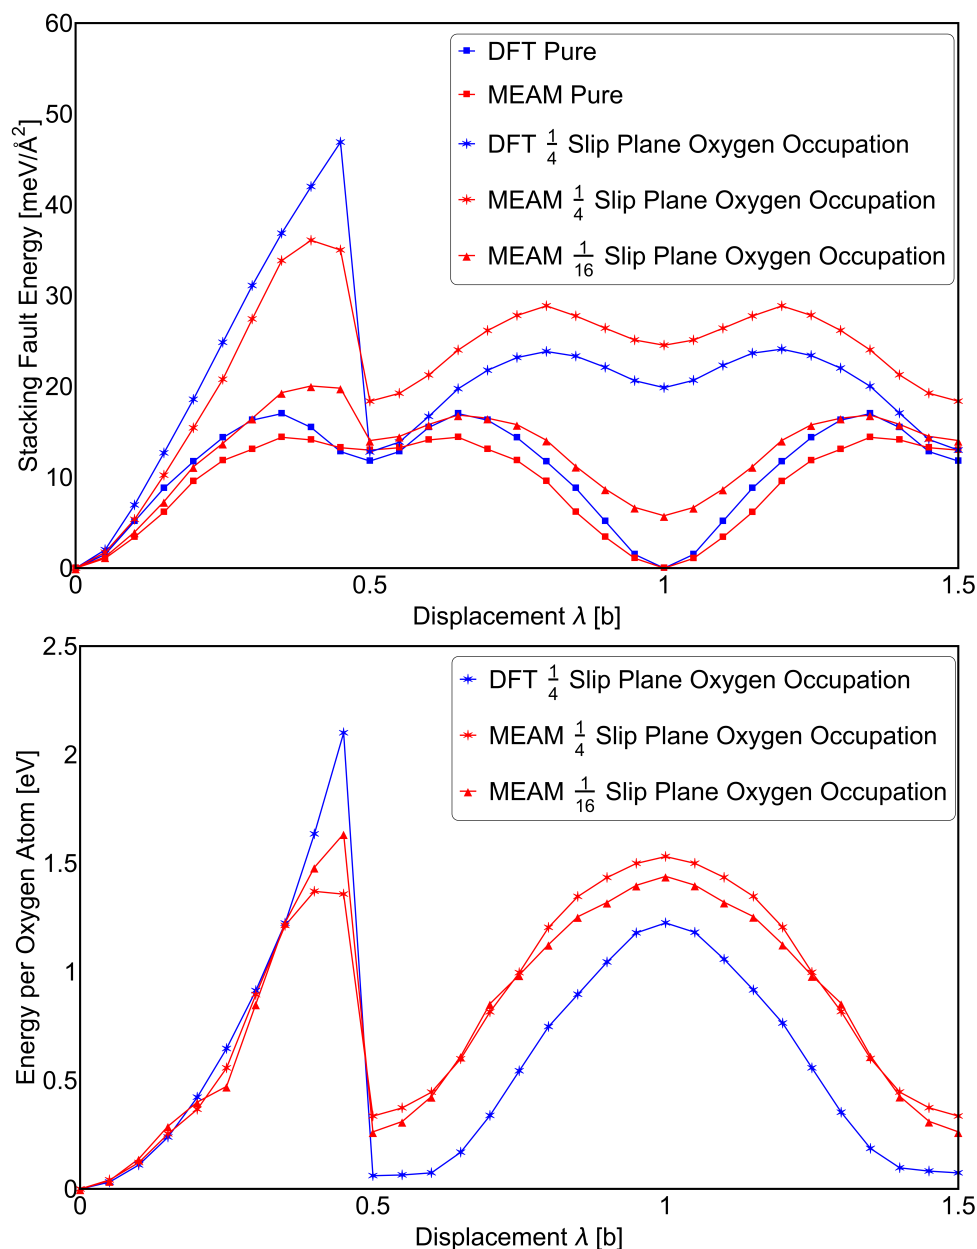 60
50
40
30
20
10
0
Stacking Fault Energy [meV/Å²]
DFT Pure
MEAM Pure
DFT 1/4 Slip Plane Oxygen Occupation
MEAM 1/4 Slip Plane Oxygen Occupation
MEAM 1/16 Slip Plane Oxygen Occupation
0 0.5 1 1.5
Displacement λ [b]
2.5
2
1.5
1
0.5
0
Energy per Oxygen Atom [eV]
DFT 1/4 Slip Plane Oxygen Occupation
MEAM 1/4 Slip Plane Oxygen Occupation
MEAM 1/16 Slip Plane Oxygen Occupation
0 0.5 1 1.5
Displacement λ [b]